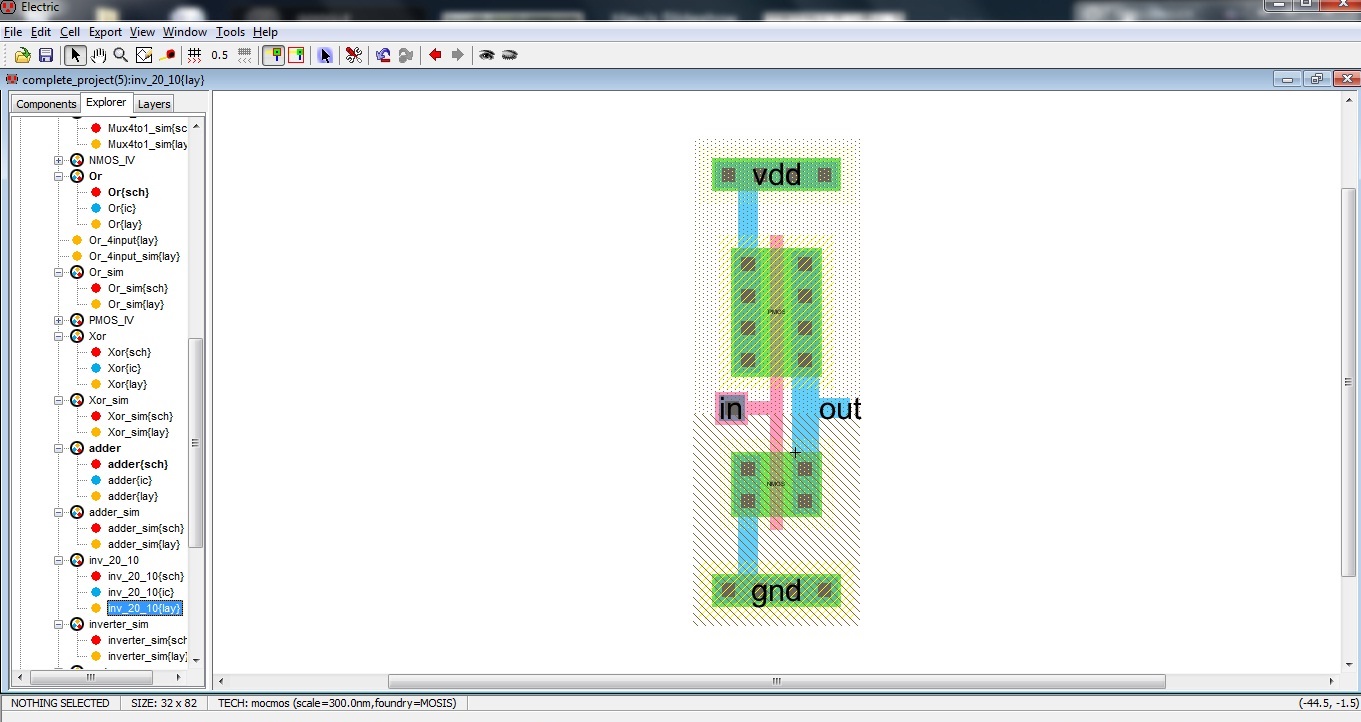 Electric
File Edit Cell Export View Window Tools Help
0.5
complete_project(5):inv_20_10{lay}
Components Explorer Layers
Mux4to1_sim{sc
Mux4to1_sim{lay
NMOS_IV
Or
Or{sch}
Or{ic}
Or{lay}
Or_4input{lay}
Or_4input_sim{lay}
Or_sim
Or_sim{sch}
Or_sim{lay}
PMOS_IV
Xor
Xor{sch}
Xor{ic}
Xor{lay}
Xor_sim
Xor_sim{sch}
Xor_sim{lay}
adder
adder{sch}
adder{ic}
adder{lay}
adder_sim
adder_sim{sch}
adder_sim{lay}
inv_20_10
inv_20_10{sch}
inv_20_10{ic}
inv_20_10{lay}
inverter_sim
inverter_sim{sch
inverter_sim{lay}
vdd
PMOS
in out
NMOS
gnd
NOTHING SELECTED SIZE: 32 x 82 TECH: mocmos (scale=300.0nm,foundry=MOSIS) (-44.5, -1.5)